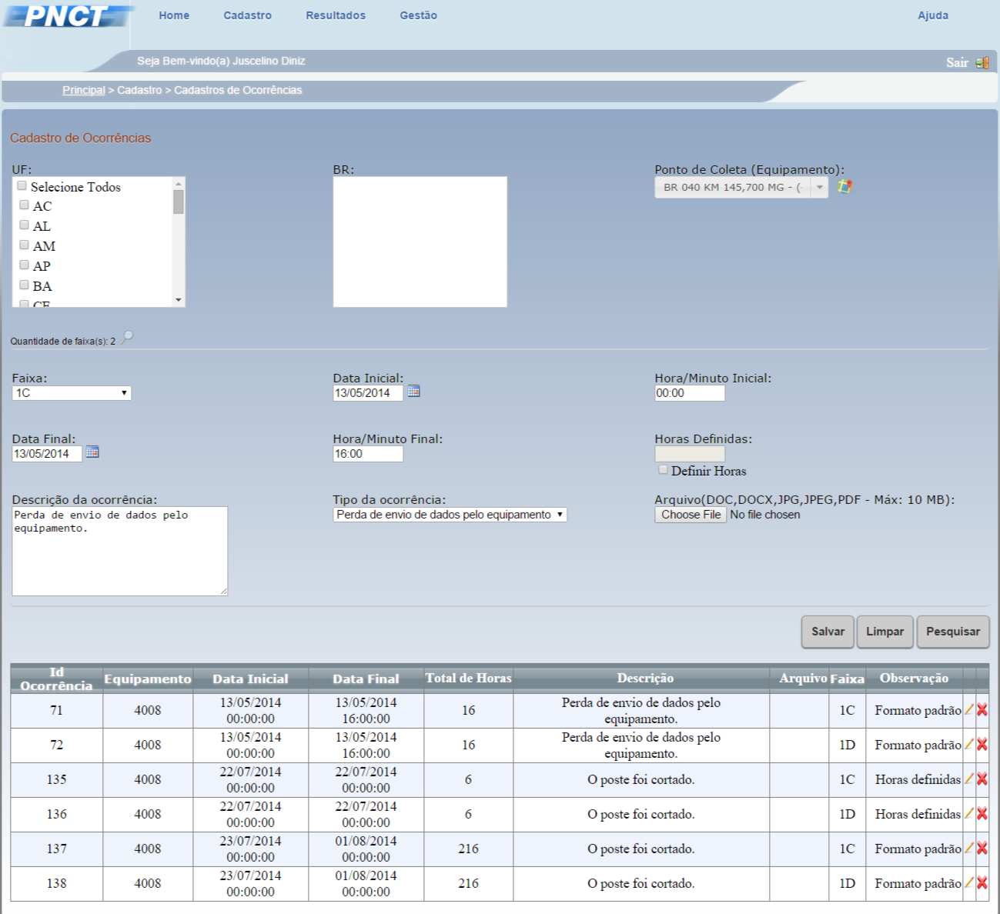 PNCT
Home Cadastro Resultados Gestão Ajuda
Seja Bem-vindo(a) Juscelino Diniz
Sair
Principal > Cadastro > Cadastros de Ocorrências
Cadastro de Ocorrências
UF: BR: Ponto de Coleta (Equipamento):
Selecione Todos
BR 040 KM 145,700 MG - (
AC
AL
AM
AP
BA
CE
Quantidade de faixa(s): 2
Faixa: Data Inicial: Hora/Minuto Inicial:
1C 13/05/2014 00:00
Data Final: Hora/Minuto Final: Horas Definidas:
13/05/2014 16:00
Definir Horas
Descrição da ocorrência: Tipo da ocorrência: Arquivo(DOC,DOCX,JPG,JPEG,PDF - Máx: 10 MB):
Perda de envio de dados pelo
equipamento.
Perda de envio de dados pelo equipamento
Choose File No file chosen
Salvar Limpar Pesquisar
Id Ocorrência Equipamento Data Inicial Data Final Total de Horas Descrição Arquivo Faixa Observação
71 4008 13/05/2014 00:00:00 13/05/2014 16:00:00 16 Perda de envio de dados pelo equipamento. 1C Formato padrão
72 4008 13/05/2014 00:00:00 13/05/2014 16:00:00 16 Perda de envio de dados pelo equipamento. 1D Formato padrão
135 4008 22/07/2014 00:00:00 22/07/2014 00:00:00 6 O poste foi cortado. 1C Horas definidas
136 4008 22/07/2014 00:00:00 22/07/2014 00:00:00 6 O poste foi cortado. 1D Horas definidas
137 4008 23/07/2014 00:00:00 01/08/2014 00:00:00 216 O poste foi cortado. 1C Formato padrão
138 4008 23/07/2014 00:00:00 01/08/2014 00:00:00 216 O poste foi cortado. 1D Formato padrão